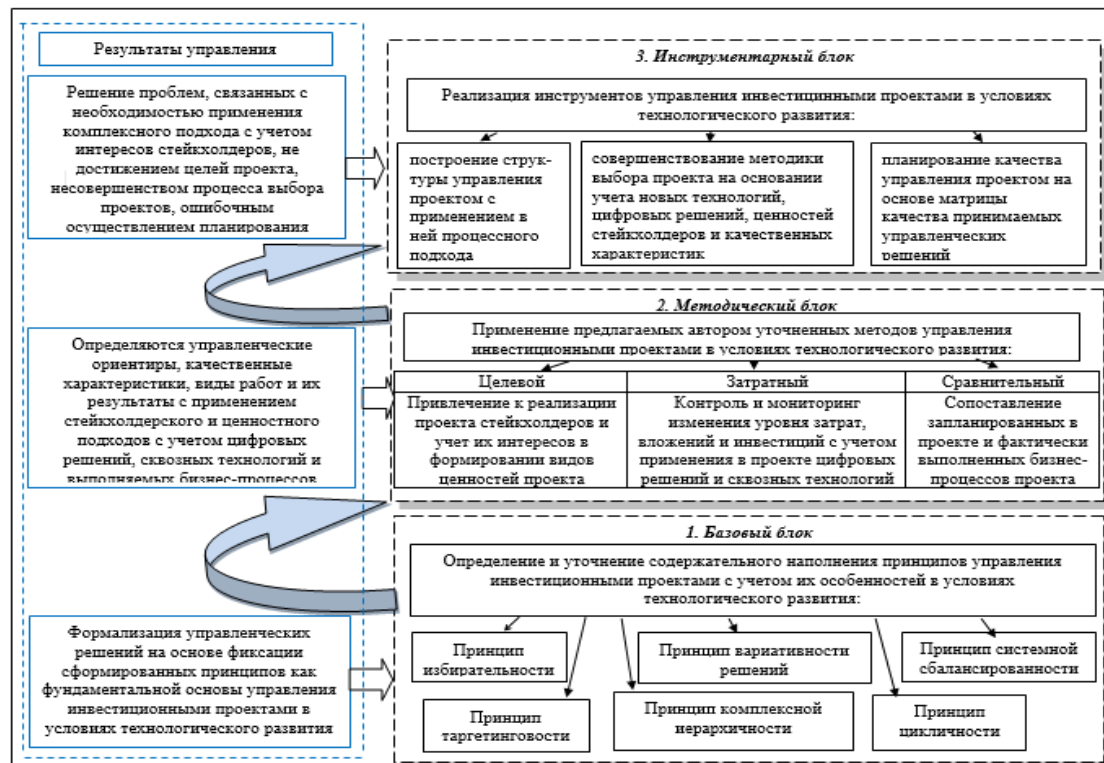 Результаты управления
Решение проблем, связанных с
необходимостью применения
комплексного подхода с учетом
интересов стейкхолдеров, не
достижением целей проекта,
несовершенством процесса выбора
проектов, ошибочным
осуществлением планирования
3. Инструментарный блок
Реализация инструментов управления инвестицинными проектами в условиях
технологического развития:
построение струк-
туры управления
проектом с
применением в
ней процессного
подхода
совершенствование методики
выбора проекта на основании
учета новых технологий,
цифровых решений, ценностей
стейкхолдеров и качественных
характеристик
планирование качества
управления проектом на
основе матрицы
качества принимаемых
управленческих
решений
Определяются управленческие
ориентиры, качественные
характеристики, виды работ и их
результаты с применением
стейкхолдерского и ценностного
подходов с учетом цифровых
решений, сквозных технологий и
выполняемых бизнес-процессов
2. Методический блок
Применение предлагаемых автором уточненных методов управления
инвестиционными проектами в условиях технологического развития:
Целевой
Привлечение к реализации
проекта стейкхолдеров и
учет их интересов в
формировании видов
ценностей проекта
Затратный
Контроль и мониторинг
изменения уровня затрат,
вложений и инвестиций с учетом
применения в проекте цифровых
решений и сквозных технологий
Сравнительный
Сопоставление
запланированных в
проекте и фактически
выполненных бизнес-
процессов проекта
Формализация управленческих
решений на основе фиксации
сформированных принципов как
фундаментальной основы управления
инвестиционными проектами в
условиях технологического развития
1. Базовый блок
Определение и уточнение содержательного наполнения принципов управления
инвестиционными проектами с учетом их особенностей в условиях
технологического развития:
Принцип
избирательности
Принцип вариативности
решений
Принцип системной
сбалансированности
Принцип
таргетинговости
Принцип комплексной
иерархичности
Принцип
цикличности